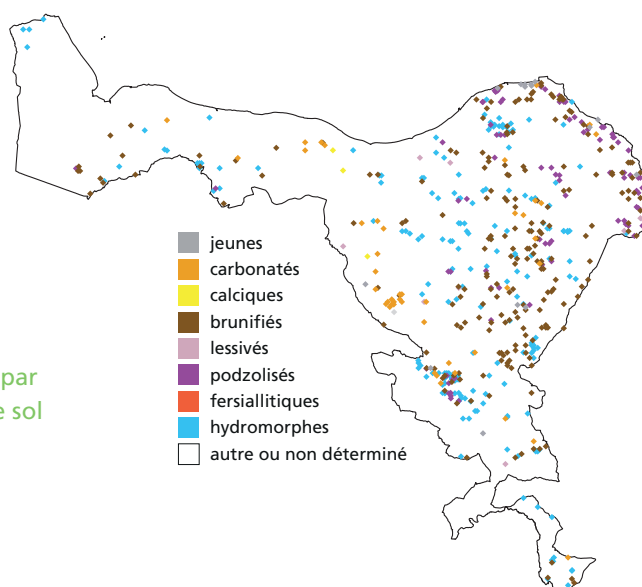 par
e sol
jeunes
carbonatés
calciques
brunifiés
lessivés
podzolisés
fersiallitiques
hydromorphes
autre ou non déterminé